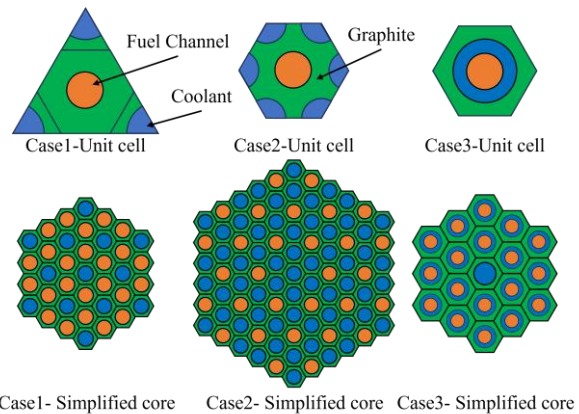 Fuel Channel
Graphite
Coolant
Case1-Unit cell
Case2-Unit cell
Case3-Unit cell
Case1- Simplified core
Case2- Simplified core
Case3- Simplified core